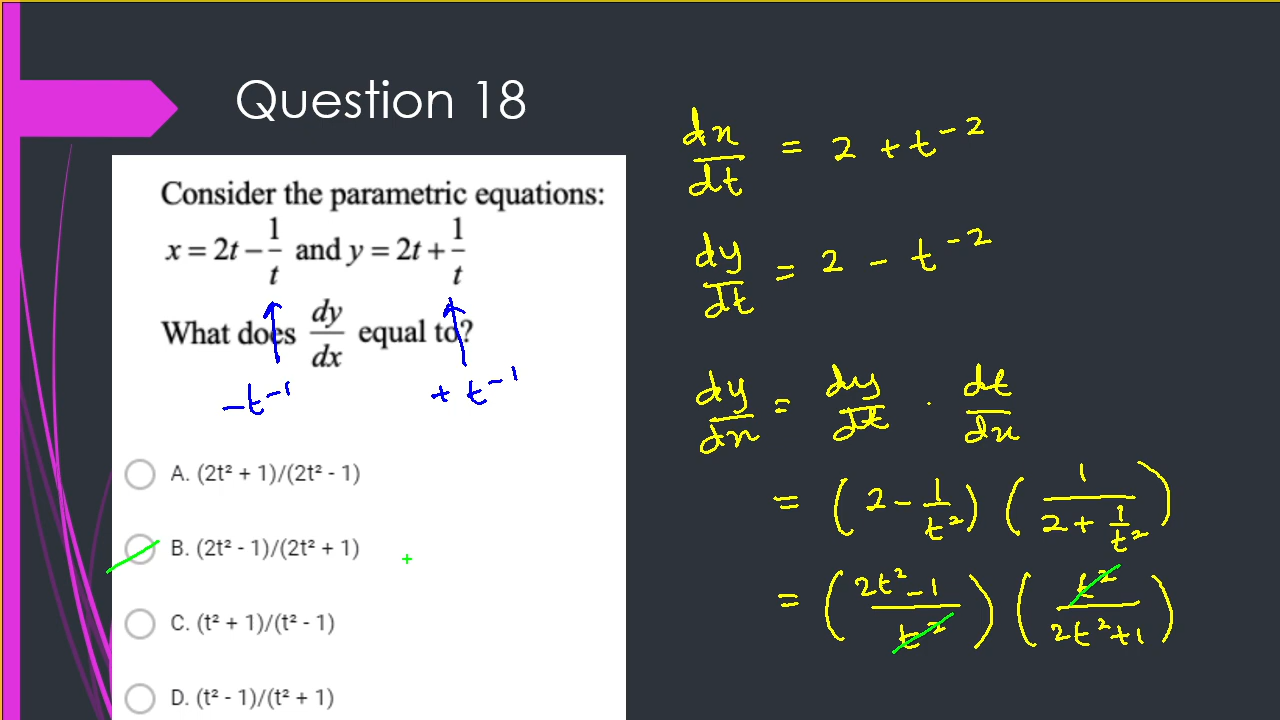 Question 18
Consider the parametric equations:
x = 2t − 1/t and y = 2t + 1/t
What does dy/dx equal to?
−t⁻¹
+ t⁻¹
A. (2t² + 1)/(2t² - 1)
B. (2t² - 1)/(2t² + 1)
+
C. (t² + 1)/(t² - 1)
D. (t² - 1)/(t² + 1)
dx/dt = 2 + t⁻²
dy/dt = 2 − t⁻²
dy/dx = dy/dt · dt/dx
= (2 − 1/t²) (1/(2 + 1/t²))
= ((2t² − 1)/t²) (t²/(2t² + 1))